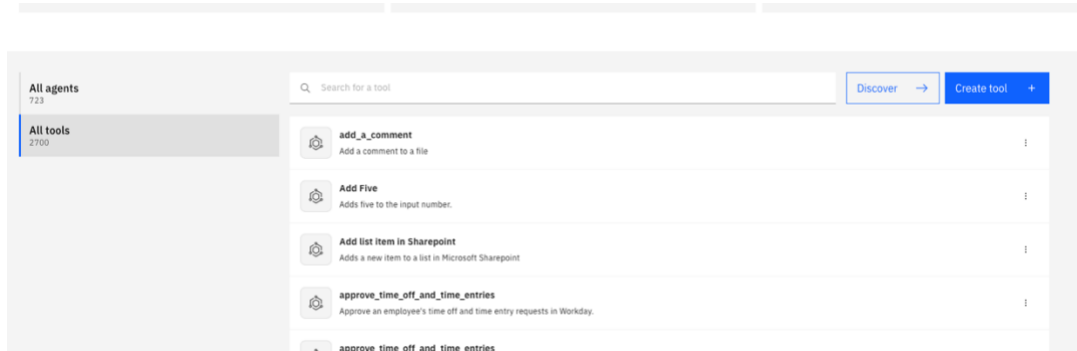 All agents
723
All tools
2700
Search for a tool
Discover
Create tool
add_a_comment
Add a comment to a file
Add Five
Adds five to the input number.
Add list item in Sharepoint
Adds a new item to a list in Microsoft Sharepoint
approve_time_off_and_time_entries
Approve an employee's time off and time entry requests in Workday.
approve_time_off_and_time_entries